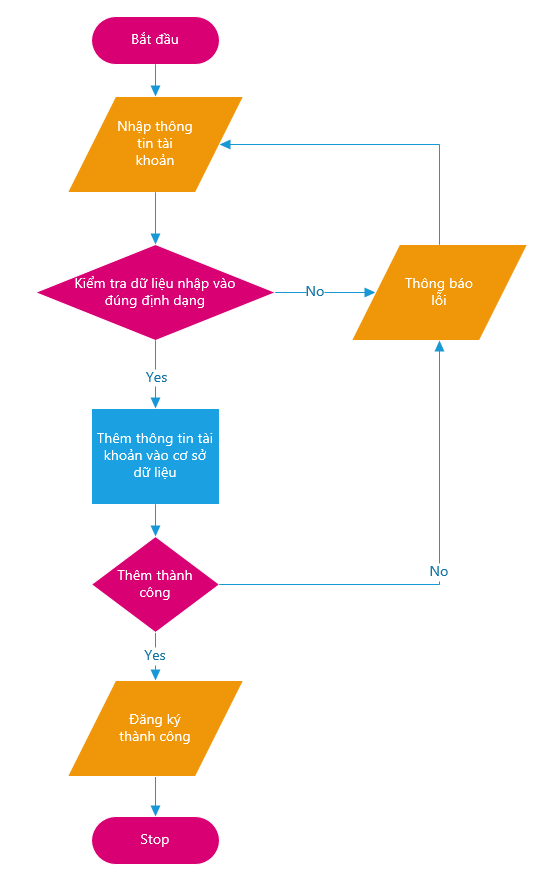 Bắt đầu
Nhập thông
tin tài
khoản
Kiểm tra dữ liệu nhập vào
đúng định dạng
No
Thông báo
lỗi
Yes
Thêm thông tin tài
khoản vào cơ sở
dữ liệu
Thêm thành
công
No
Yes
Đăng ký
thành công
Stop